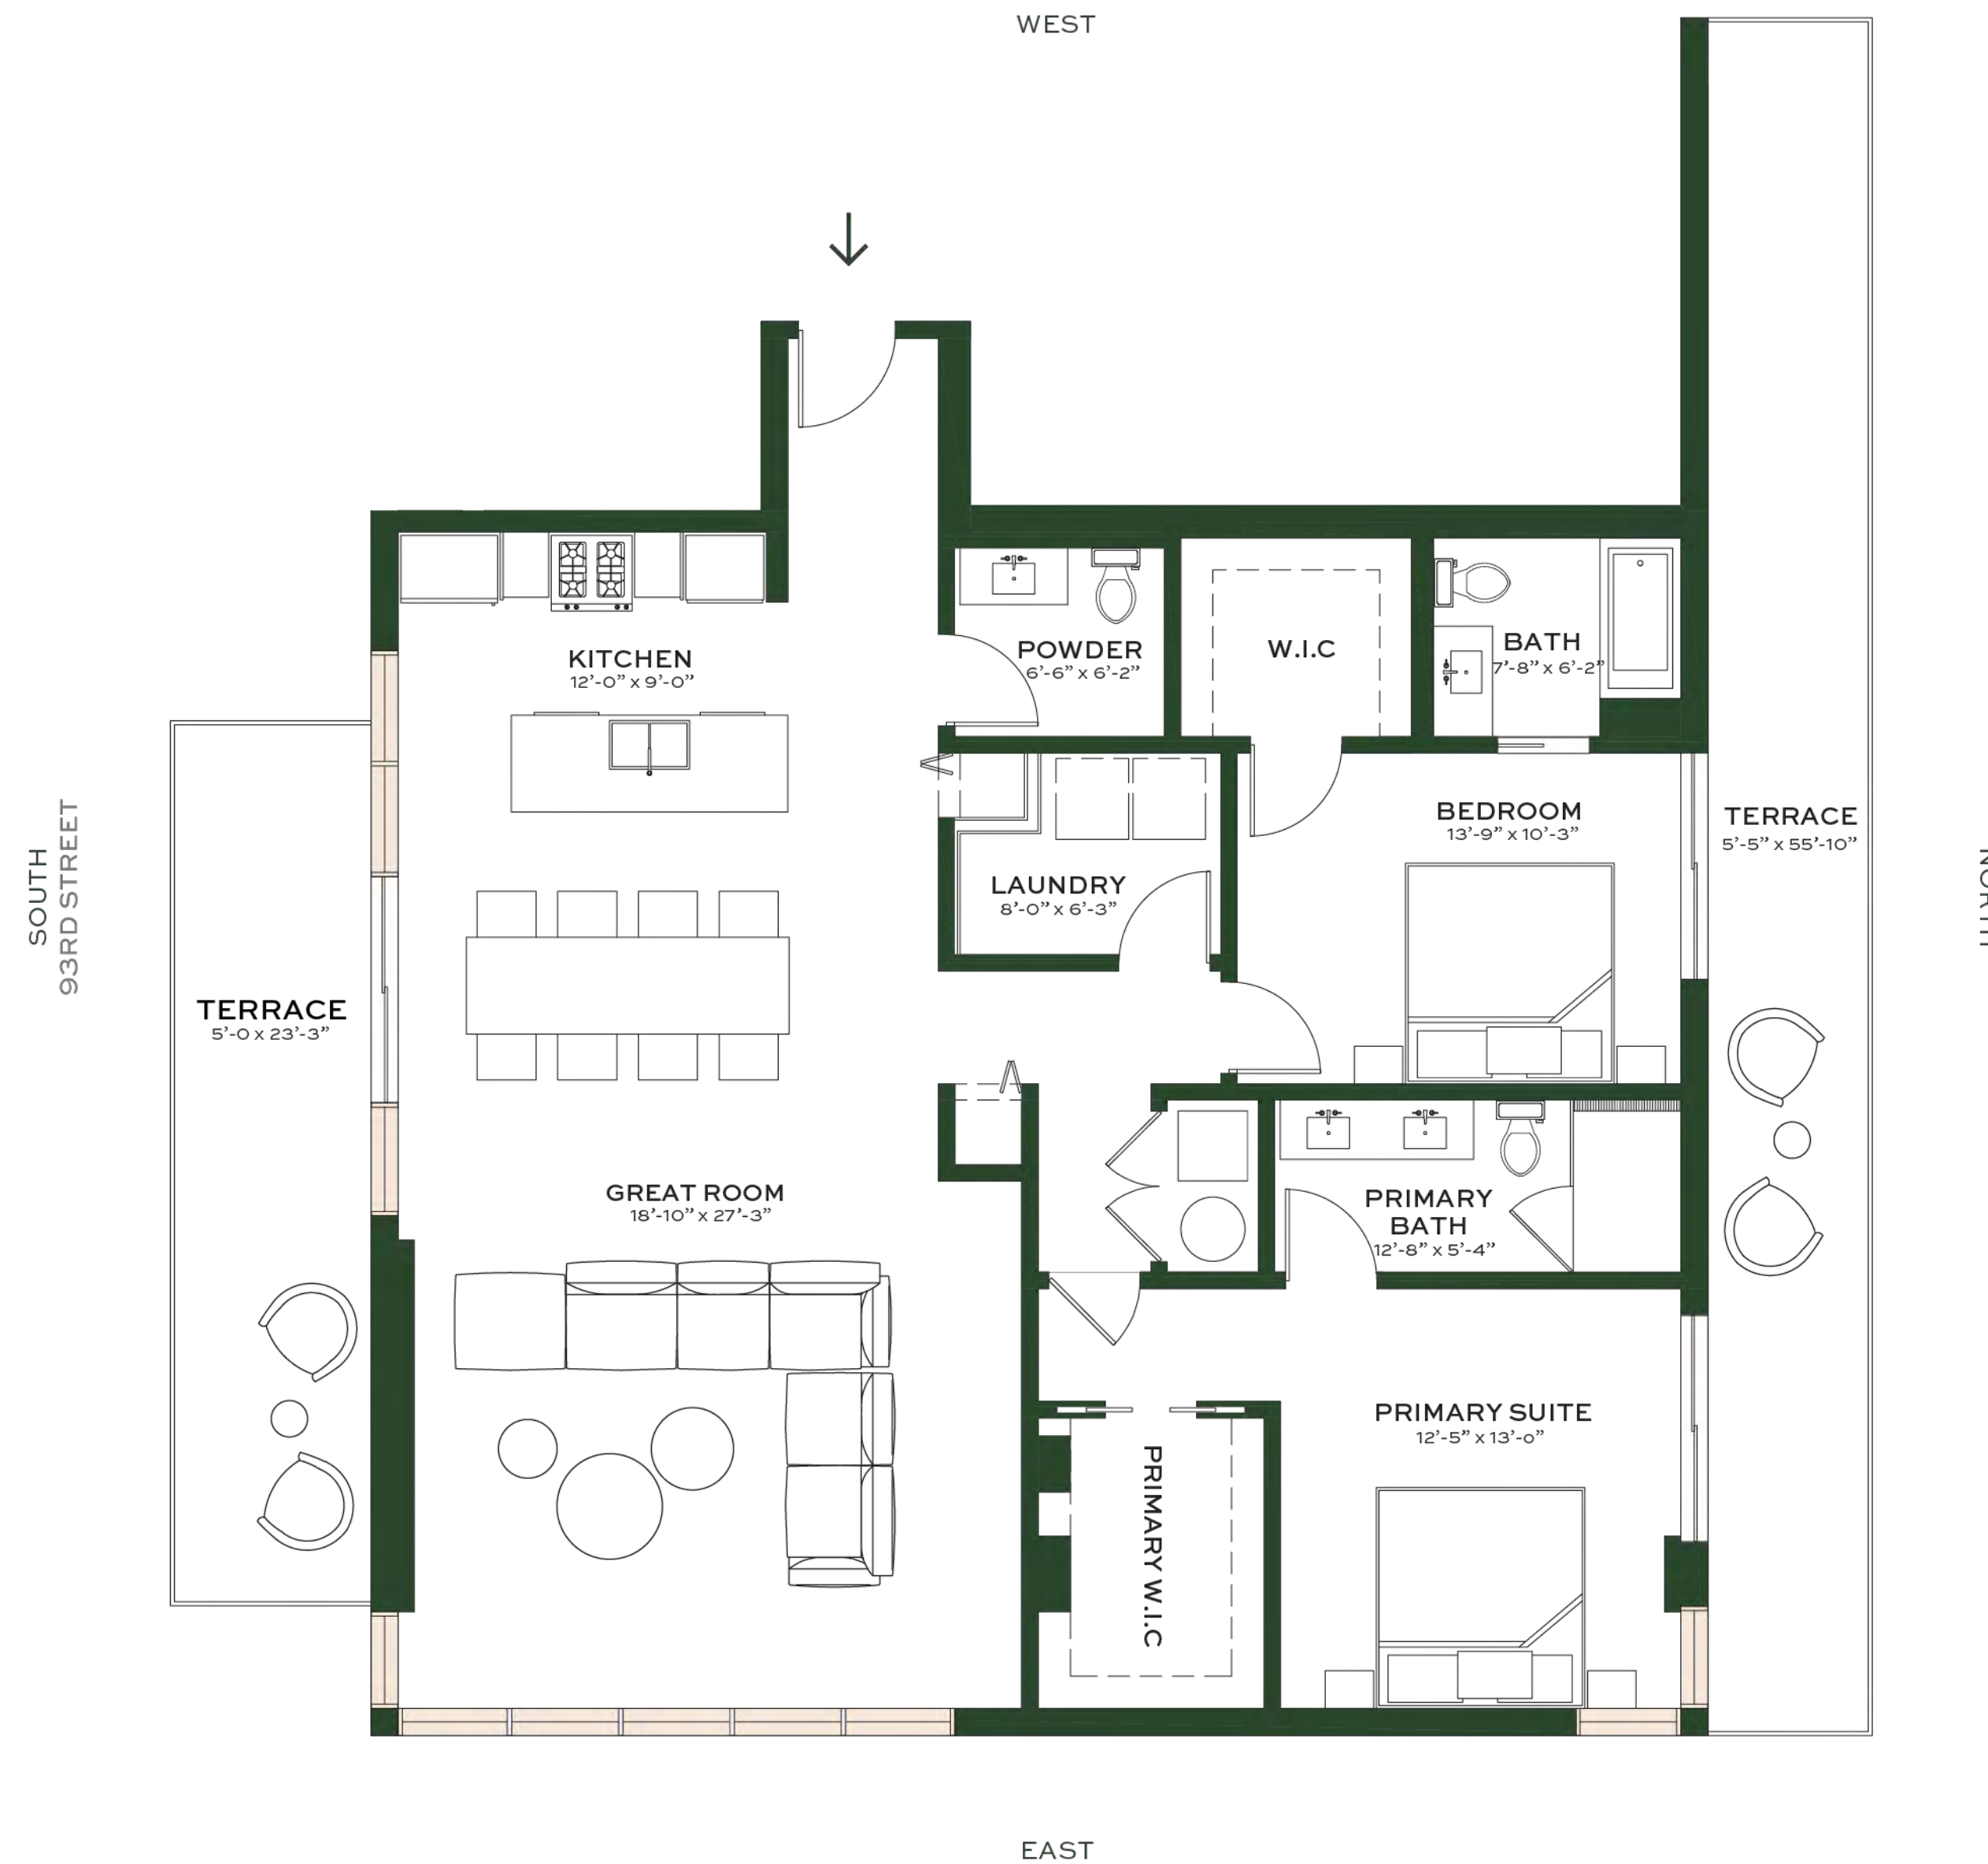 WEST
KITCHEN
12’-0” x 9’-0”
POWDER
6’-6” x 6’-2”
W.I.C
BATH
7’-8” x 6’-2”
BEDROOM
13’-9” x 10’-3”
TERRACE
5’-5” x 55’-10”
LAUNDRY
8’-0” x 6’-3”
SOUTH
93RD STREET
TERRACE
5’-0 x 23’-3”
GREAT ROOM
18’-10” x 27’-3”
PRIMARY
BATH
12’-8” x 5’-4”
PRIMARY SUITE
12’-5” x 13’-0”
PRIMARY W.I.C
EAST